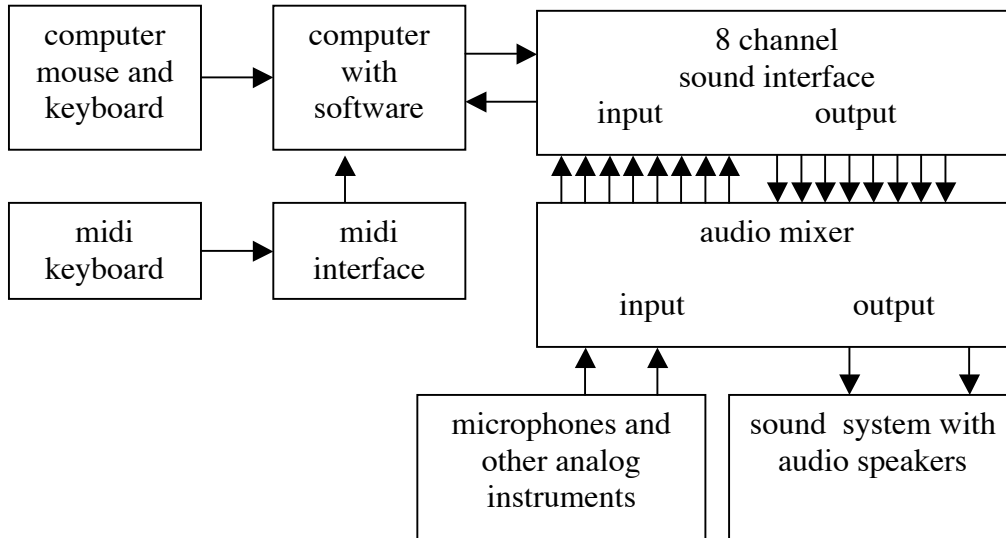 computer
mouse and
keyboard
computer
with
software
8 channel
sound interface
input output
midi
keyboard
midi
interface
audio mixer
input output
microphones and
other analog
instruments
sound system with
audio speakers